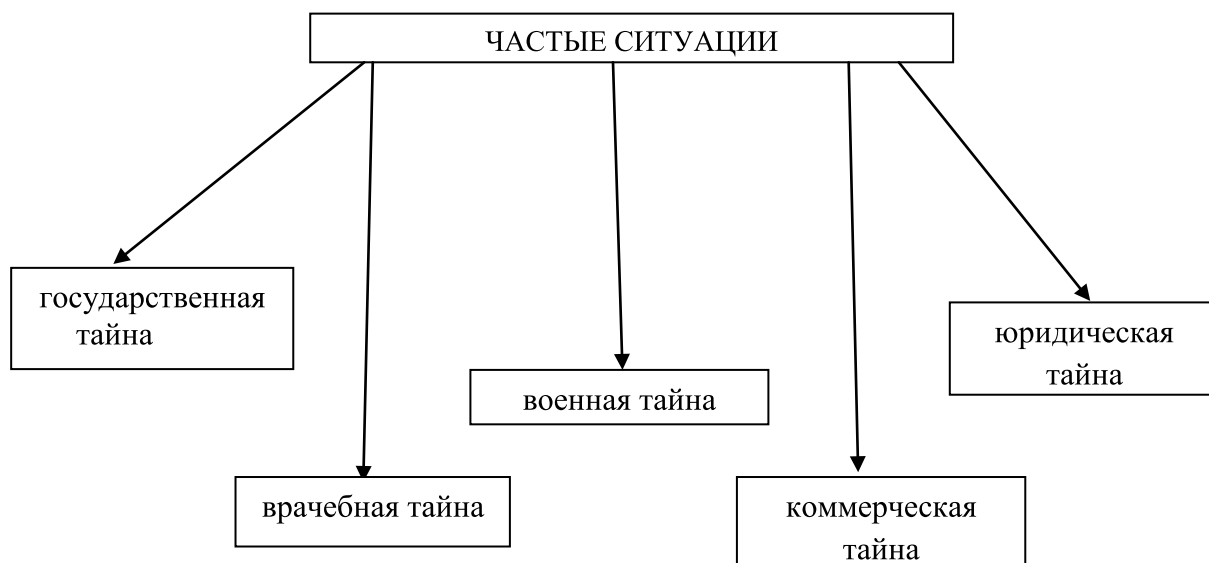 ЧАСТЫЕ СИТУАЦИИ
государственная
тайна
юридическая
тайна
военная тайна
врачебная тайна
коммерческая
тайна